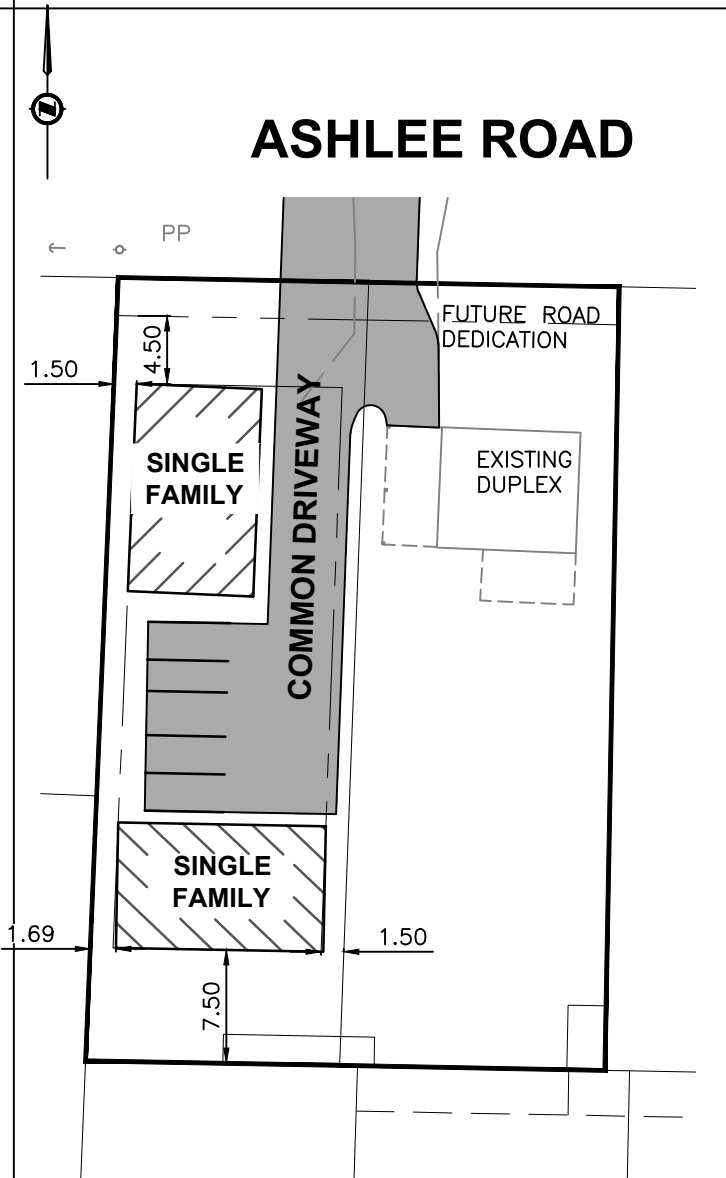 N
ASHLEE ROAD
PP
FUTURE ROAD
DEDICATION
4.50
1.50
SINGLE
FAMILY
COMMON DRIVEWAY
EXISTING
DUPLEX
SINGLE
FAMILY
1.69
1.50
7.50